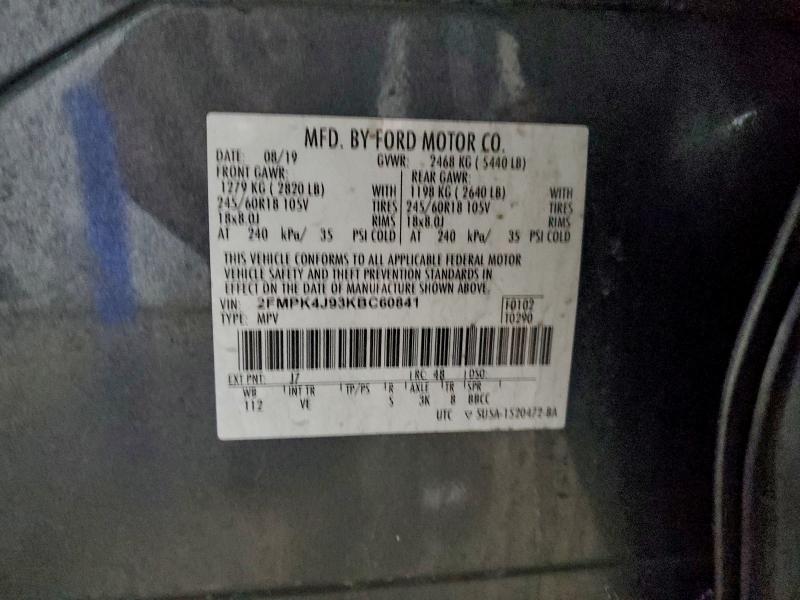 MFD. BY FORD MOTOR CO.
DATE: 08/19 GVWR: 2468 KG ( 5440 LB)
FRONT GAWR: REAR GAWR:
1279 KG ( 2820 LB) WITH 1198 KG ( 2640 LB) WITH
245/60R18 105V TIRES 245/60R18 105V TIRES
18x8.0J RIMS 18x8.0J RIMS
AT 240 kPa/ 35 PSI COLD AT 240 kPa/ 35 PSI COLD
THIS VEHICLE CONFORMS TO ALL APPLICABLE FEDERAL MOTOR
VEHICLE SAFETY AND THEFT PREVENTION STANDARDS IN
EFFECT ON THE DATE OF MANUFACTURE SHOWN ABOVE.
VIN: 2FMPK4J93KBC60841 F0102
TYPE: MPV T0290
EXT PNT: J7 RC: 48 DSO:
WB INT TR TP/PS R AXLE TR SPR
112 VE S 3K 8 BBCC
UTC ▽ 5USA-1520472-BA